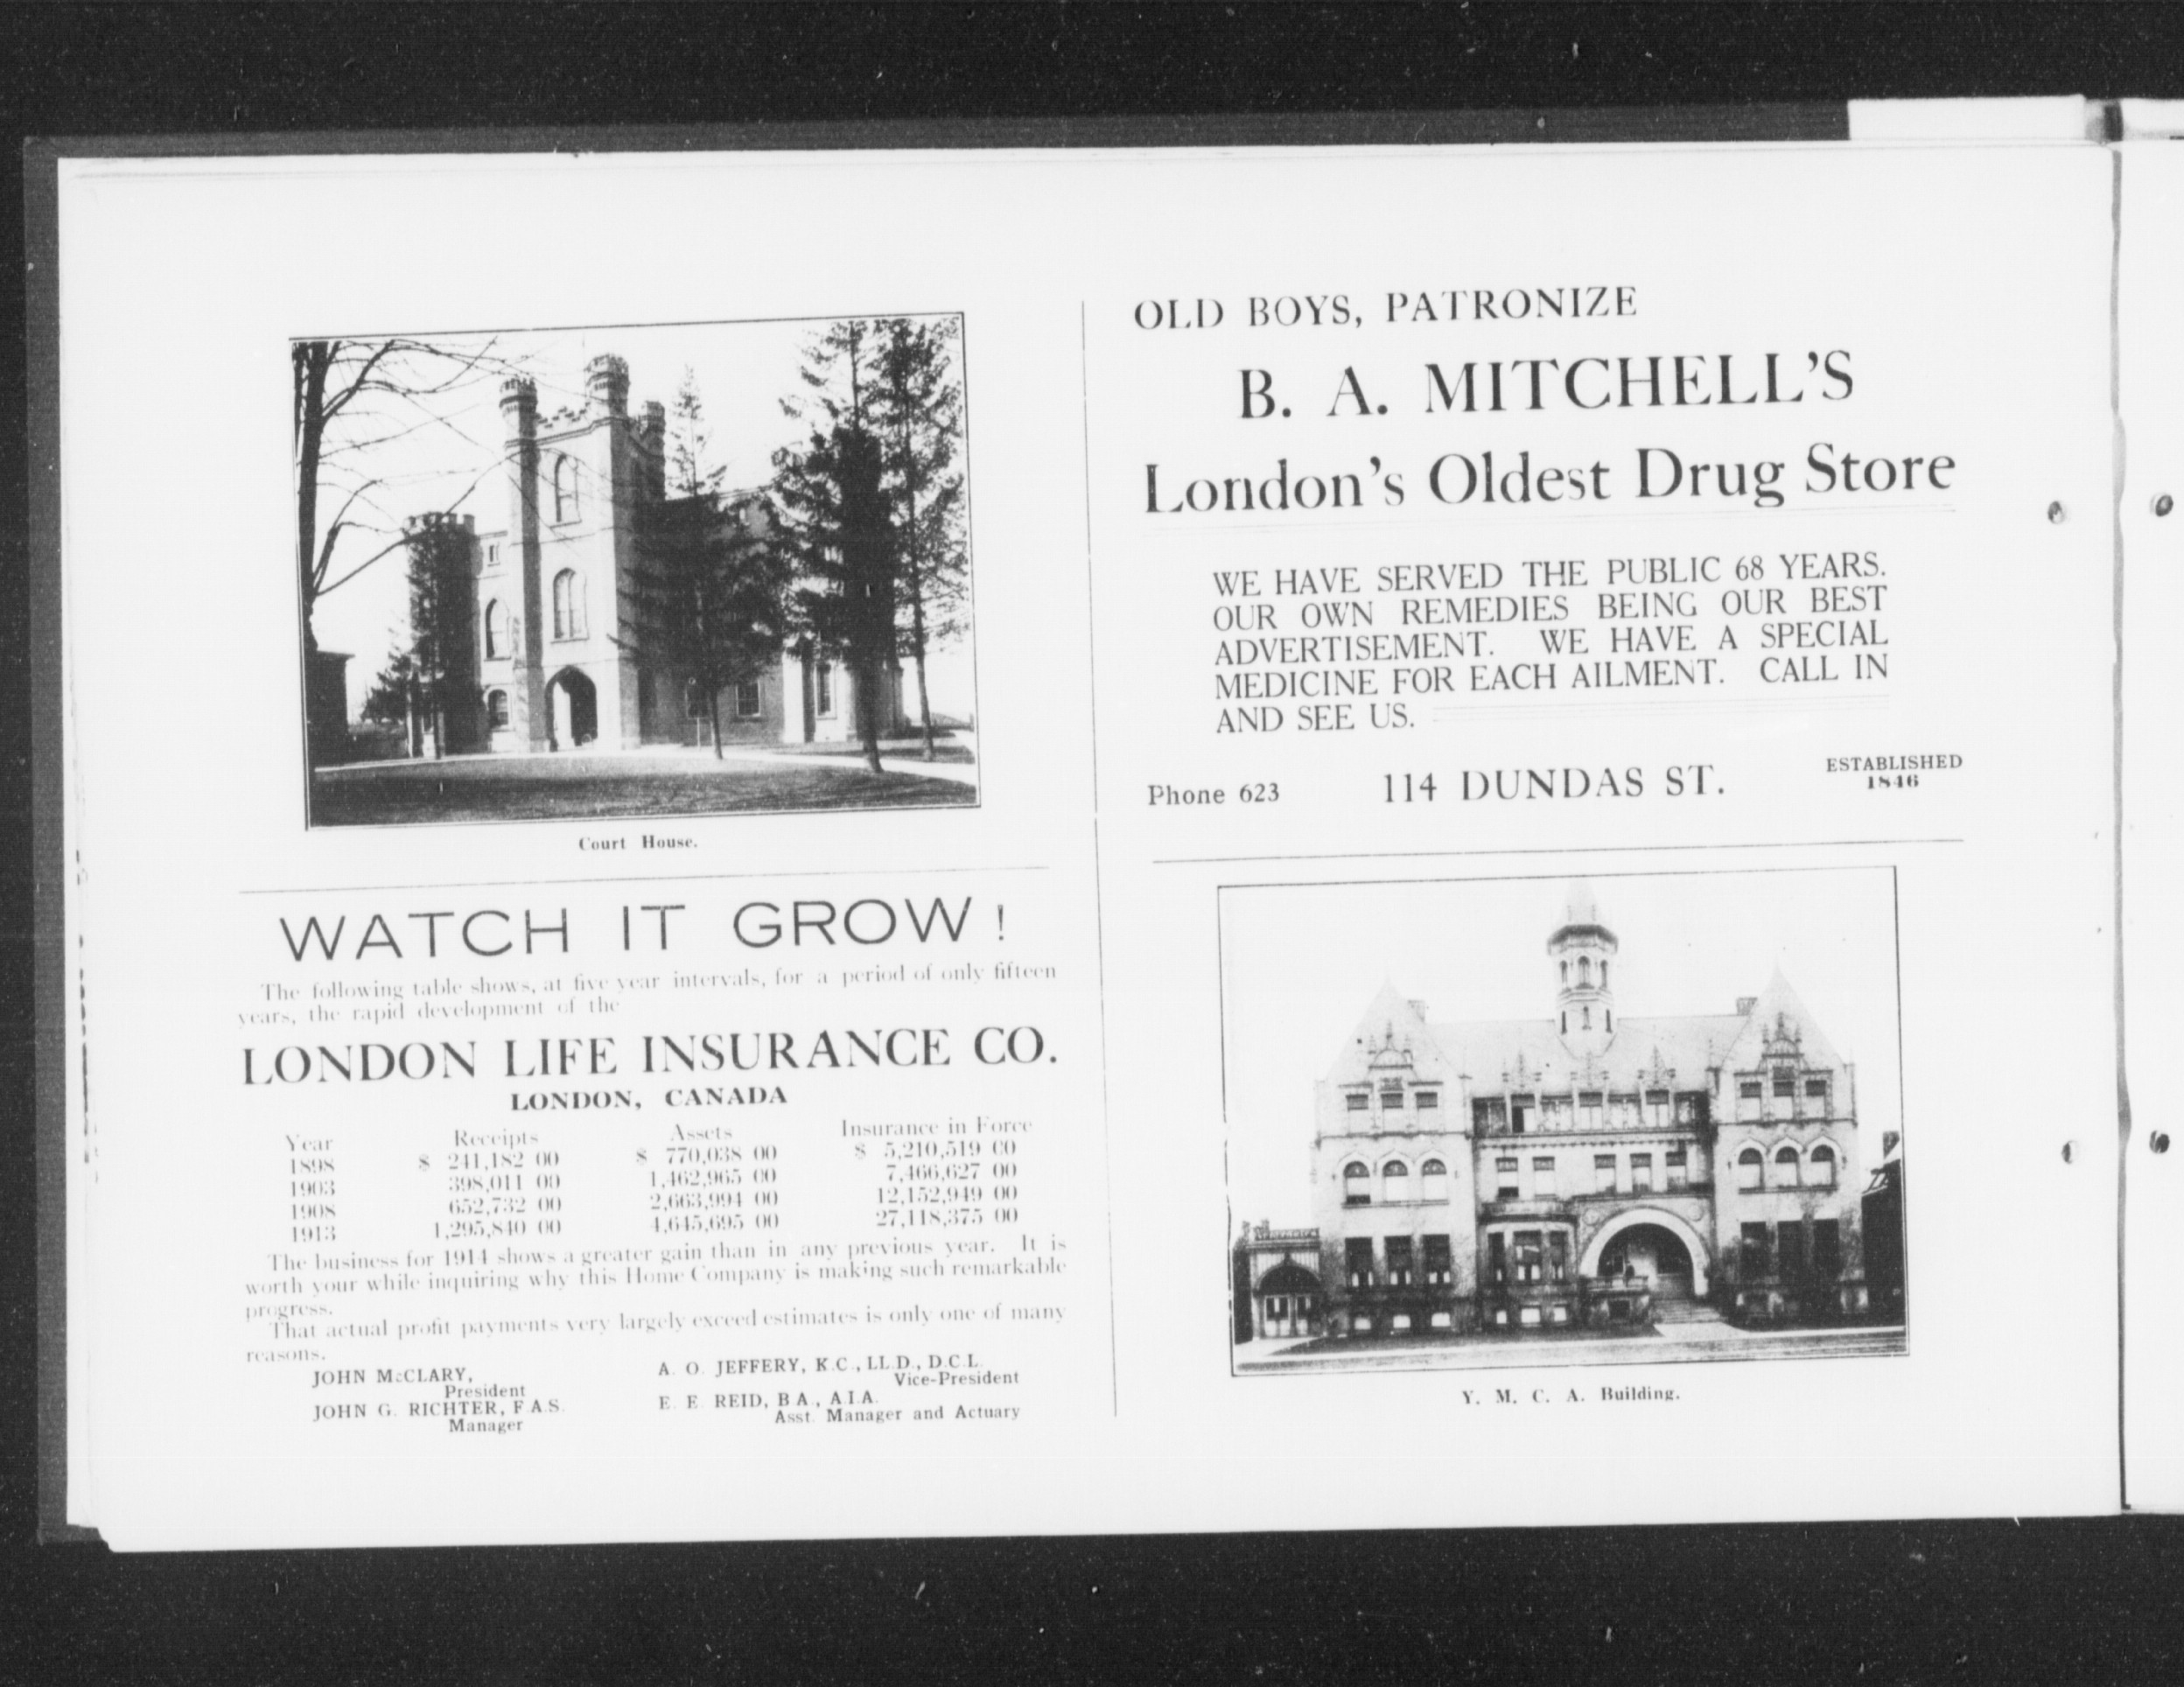 Court House.
WATCH IT GROW!
The following table shows, at five year intervals, for a period of only fifteen
years, the rapid development of the
LONDON LIFE INSURANCE CO.
LONDON, CANADA
Year Receipts Assets Insurance in Force
1898 $ 241,182 00 $ 770,038 00 $ 5,210,519 00
1903 398,011 00 1,462,965 00 7,466,627 00
1908 652,732 00 2,663,994 00 12,152,949 00
1913 1,295,840 00 4,645,695 00 27,118,375 00
The business for 1914 shows a greater gain than in any previous year. It is
worth your while inquiring why this Home Company is making such remarkable
progress.
That actual profit payments very largely exceed estimates is only one of many
reasons.
JOHN McCLARY,
President
A. O. JEFFERY, K.C., LL.D., D.C.L.
Vice-President
JOHN G. RICHTER, F.A.S.
Manager
E. E. REID, B.A., A.I.A.
Asst. Manager and Actuary
OLD BOYS, PATRONIZE
B. A. MITCHELL'S
London's Oldest Drug Store
WE HAVE SERVED THE PUBLIC 68 YEARS.
OUR OWN REMEDIES BEING OUR BEST
ADVERTISEMENT. WE HAVE A SPECIAL
MEDICINE FOR EACH AILMENT. CALL IN
AND SEE US.
Phone 623 114 DUNDAS ST. ESTABLISHED
1846
Y. M. C. A. Building.